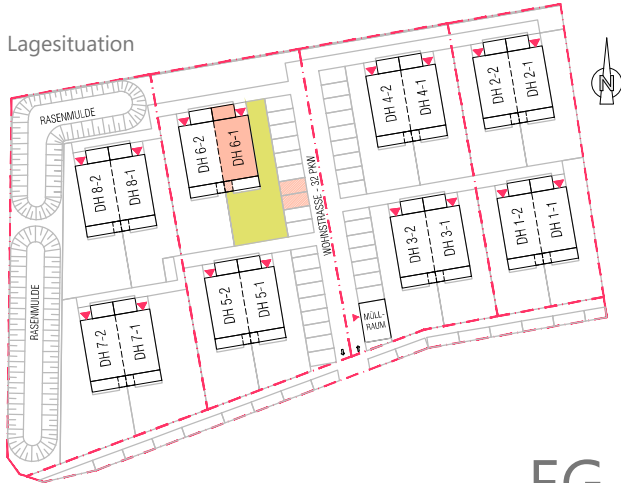 Lagesituation
RASENMULDE
DH 6-2
DH 6-1
DH 4-2
DH 4-1
DH 2-2
DH 2-1
N
DH 8-2
DH 8-1
WOHNSTRASSE - 32 PKW
DH 3-2
DH 3-1
DH 1-2
DH 1-1
RASENMULDE
DH 7-2
DH 7-1
DH 5-2
DH 5-1
MÜLL-
RAUM
EG